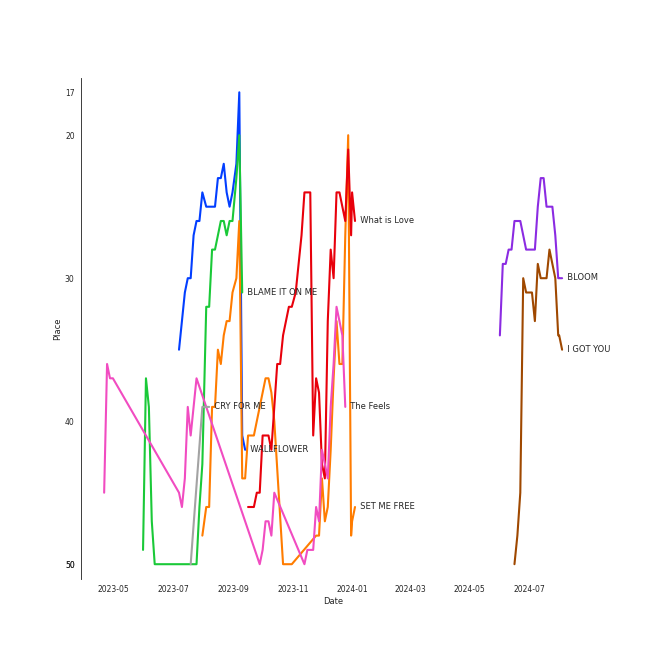 17
20
30
40
50
Place
What is Love
BLAME IT ON ME
BLOOM
I GOT YOU
CRY FOR ME
The Feels
WALLFLOWER
SET ME FREE
2023-05
2023-07
2023-09
2023-11
2024-01
2024-03
2024-05
2024-07
Date